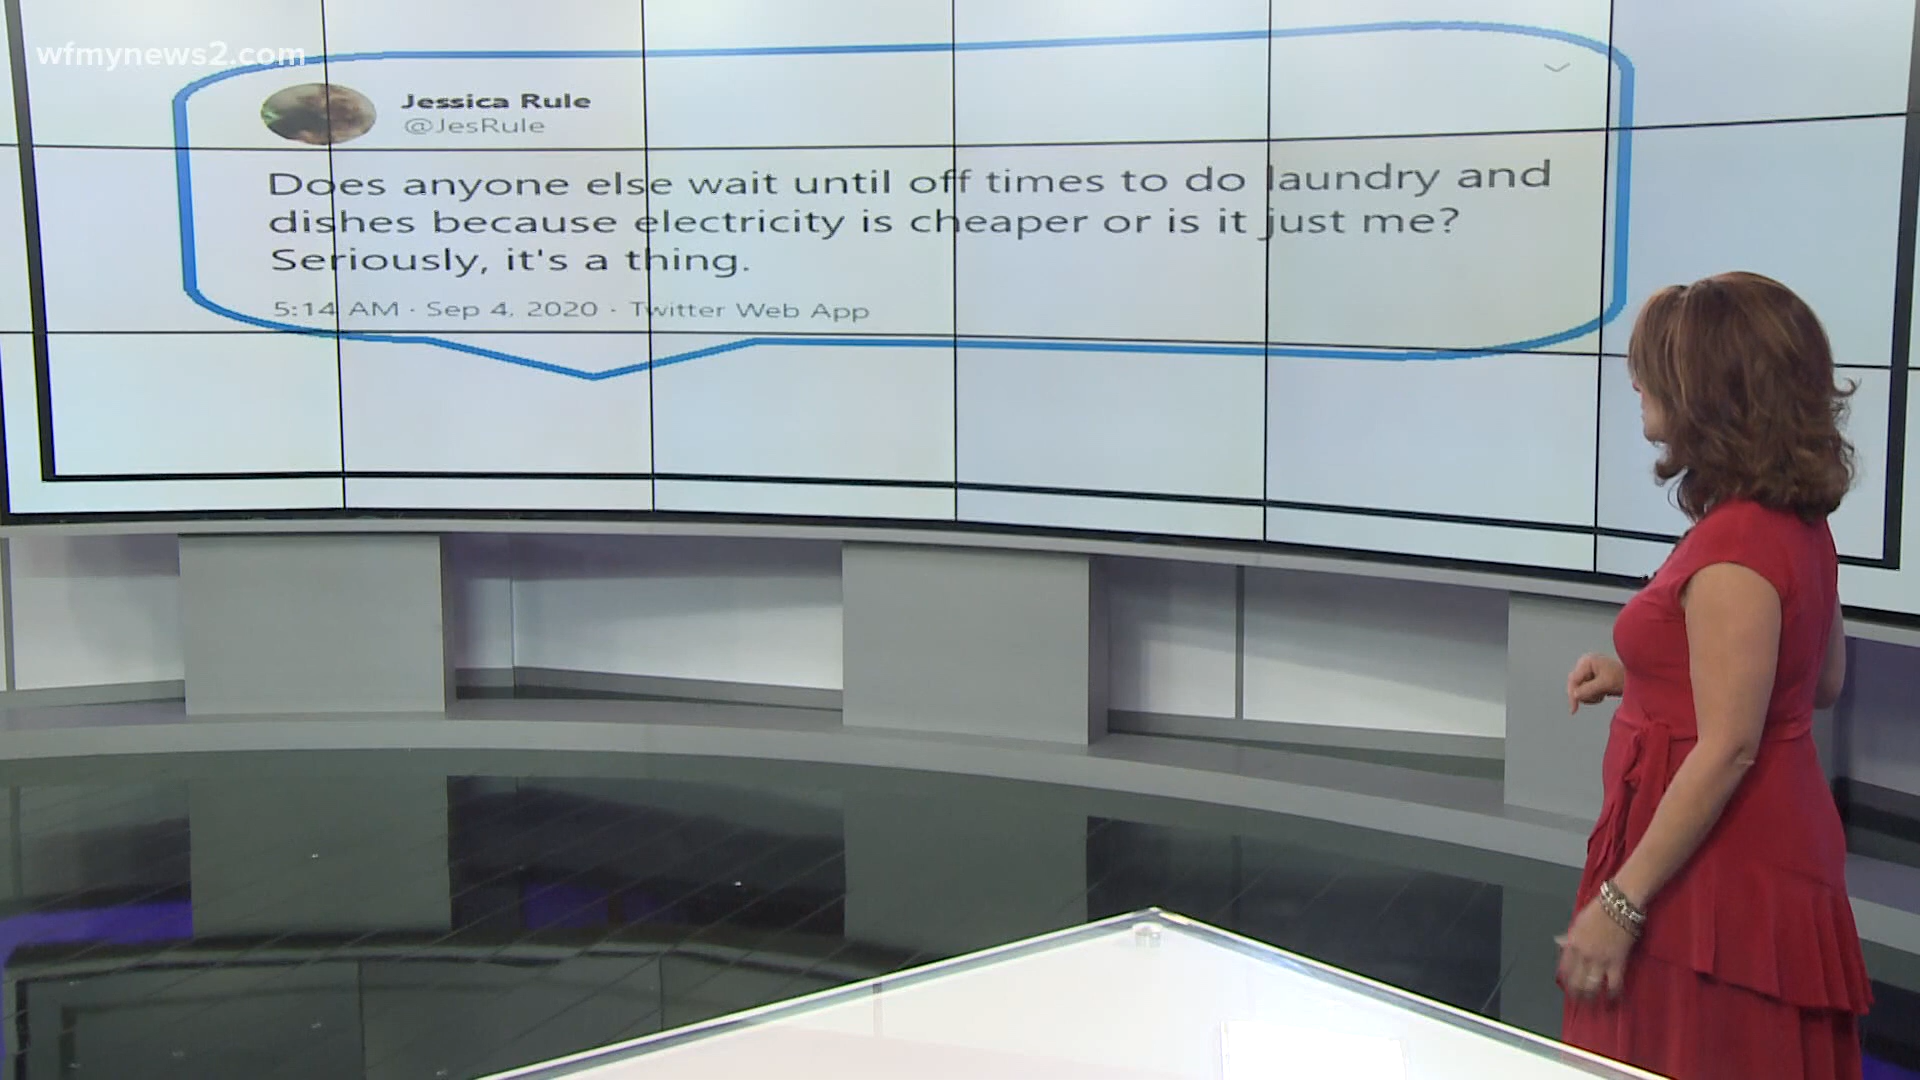 wfmynews2.com
Jessica Rule
@JesRule
Does anyone else wait until off times to do laundry and
dishes because electricity is cheaper or is it just me?
Seriously, it's a thing.
5:14 AM · Sep 4, 2020 · Twitter Web App